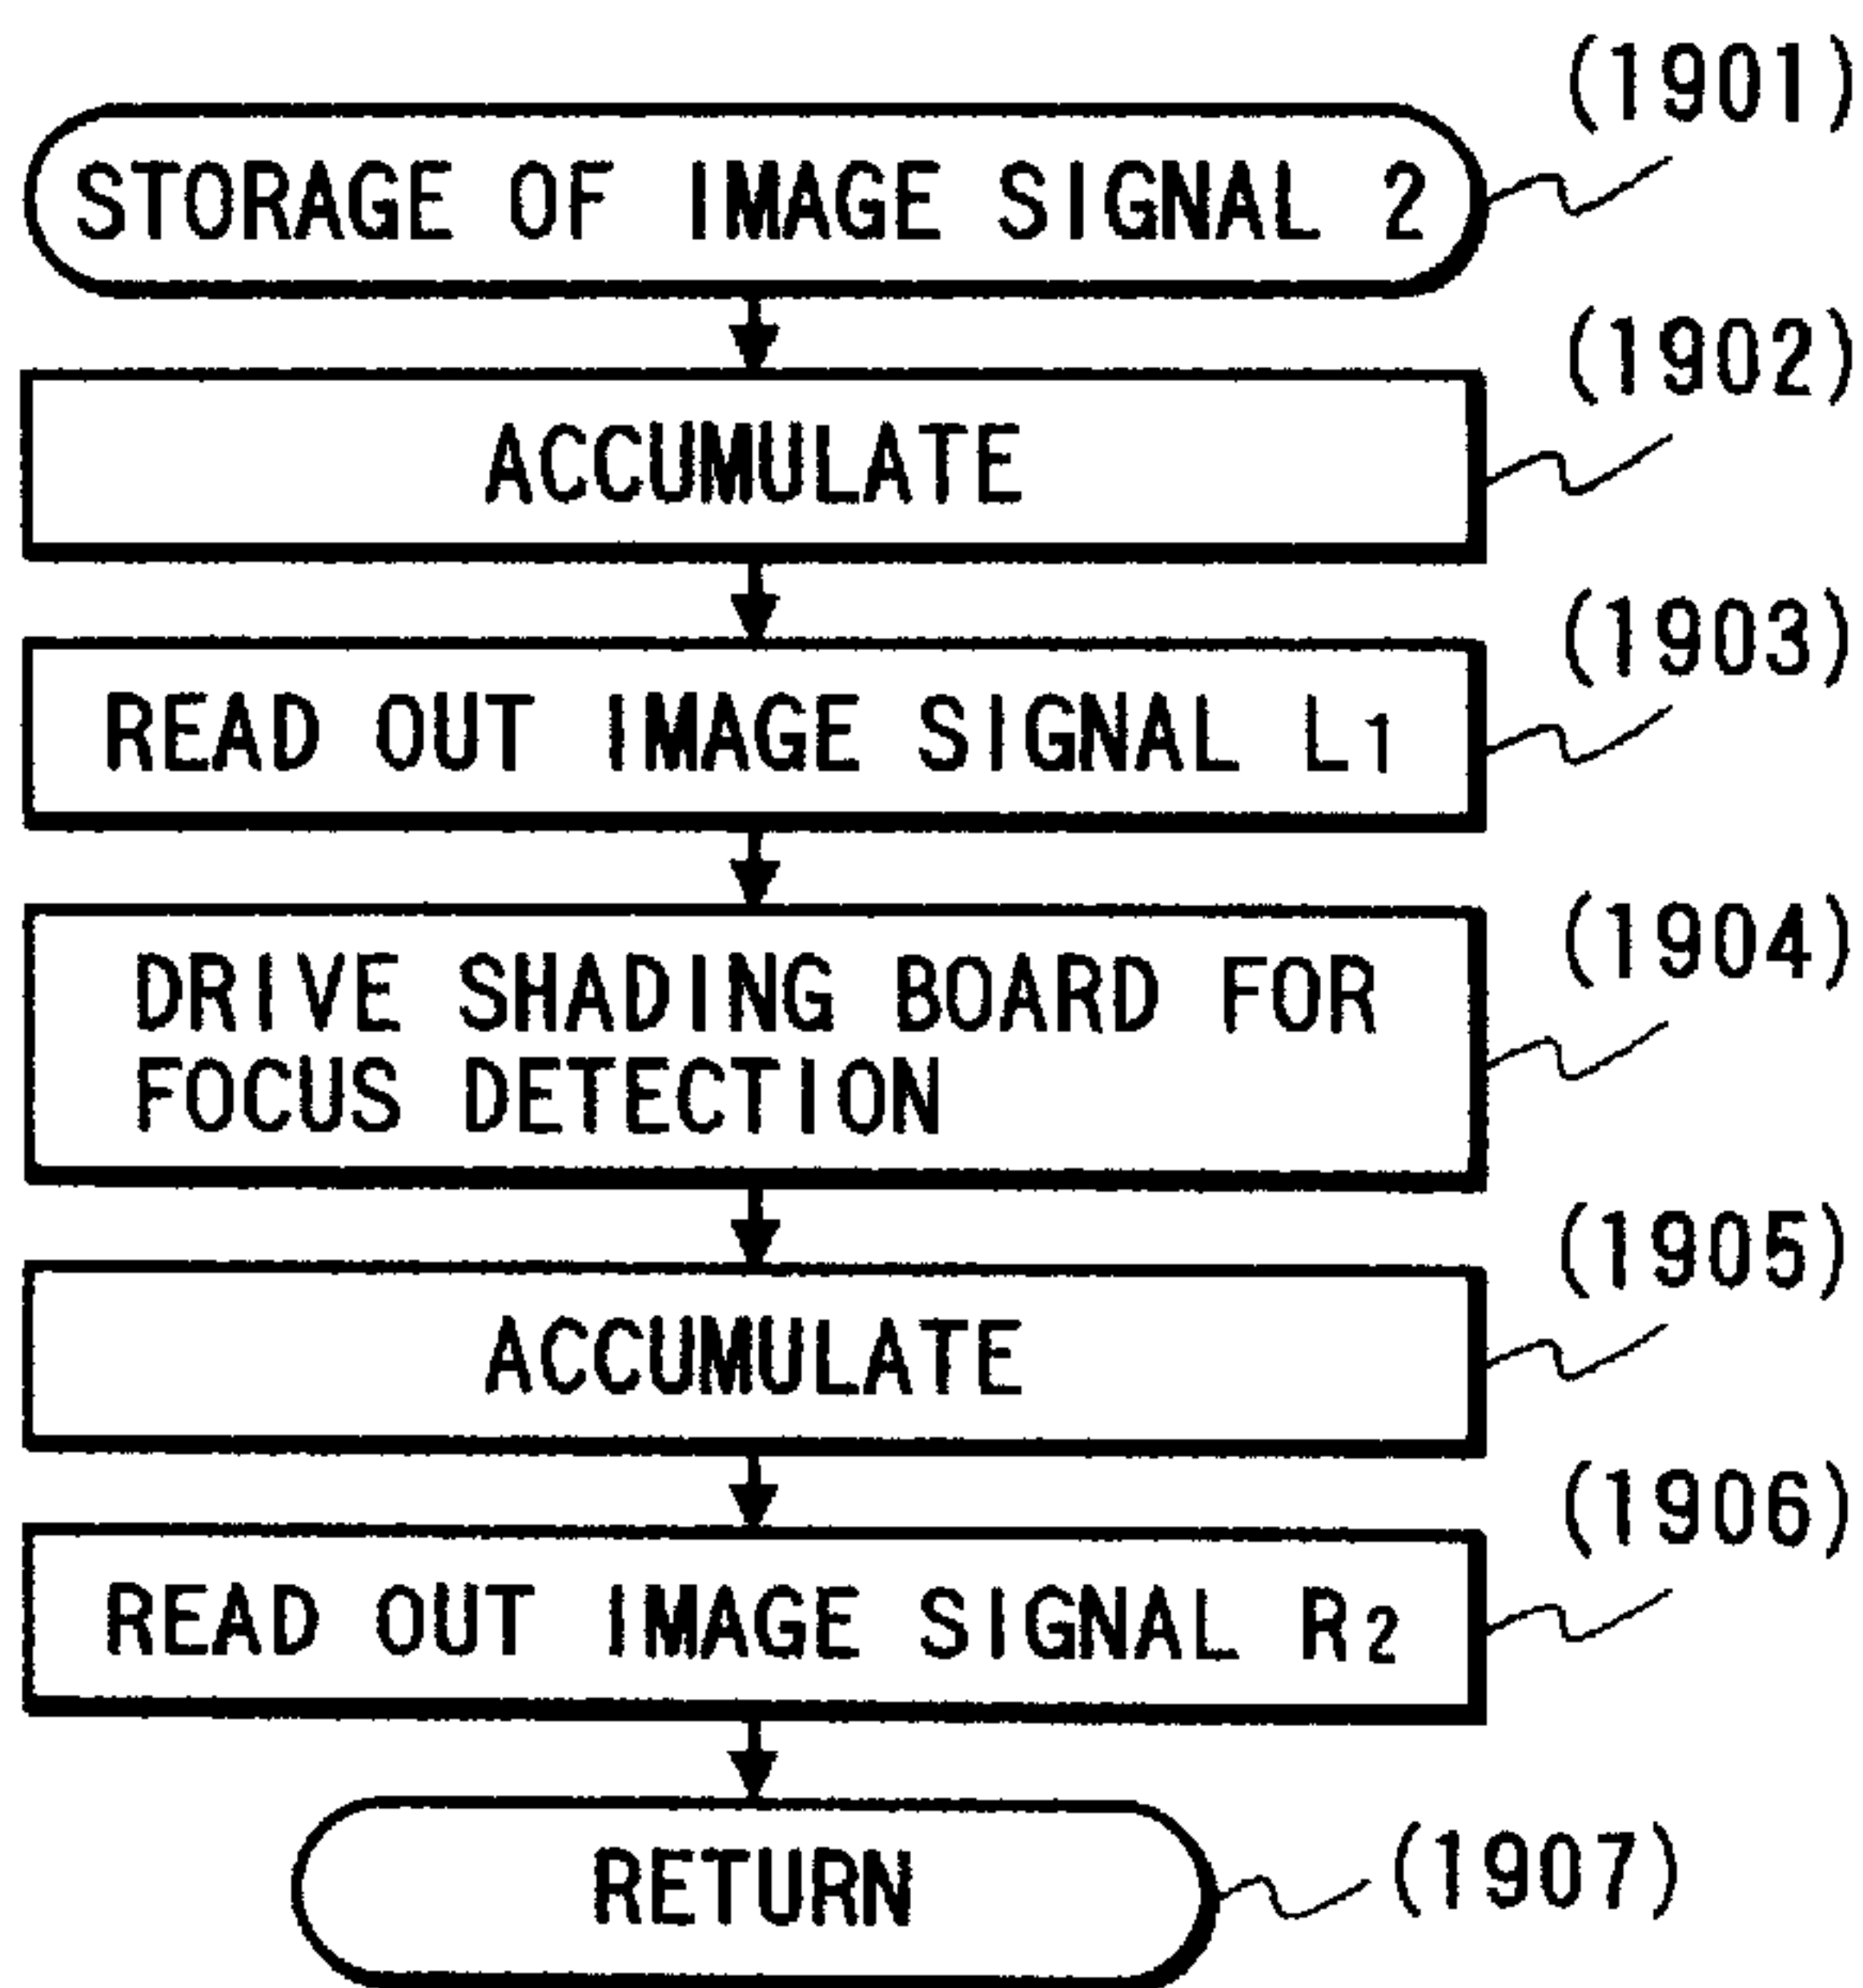 (1901)
STORAGE OF IMAGE SIGNAL 2
(1902)
ACCUMULATE
(1903)
READ OUT IMAGE SIGNAL L1
(1904)
DRIVE SHADING BOARD FOR
FOCUS DETECTION
(1905)
ACCUMULATE
(1906)
READ OUT IMAGE SIGNAL R2
RETURN
(1907)